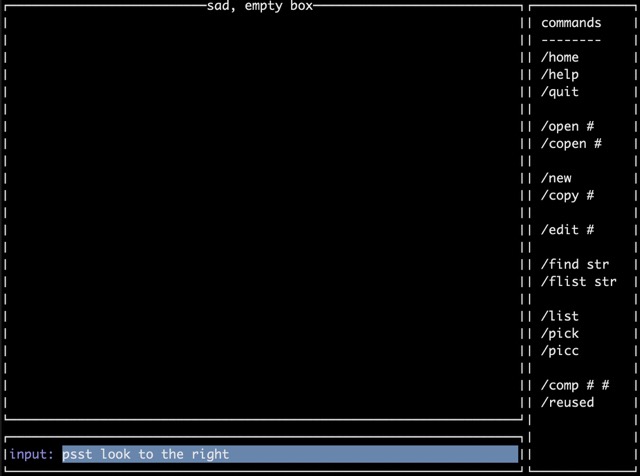 sad, empty box
commands
--------
/home
/help
/quit
/open #
/copen #
/new
/copy #
/edit #
/find str
/flist str
/list
/pick
/picc
/comp # #
/reused
input: psst look to the right